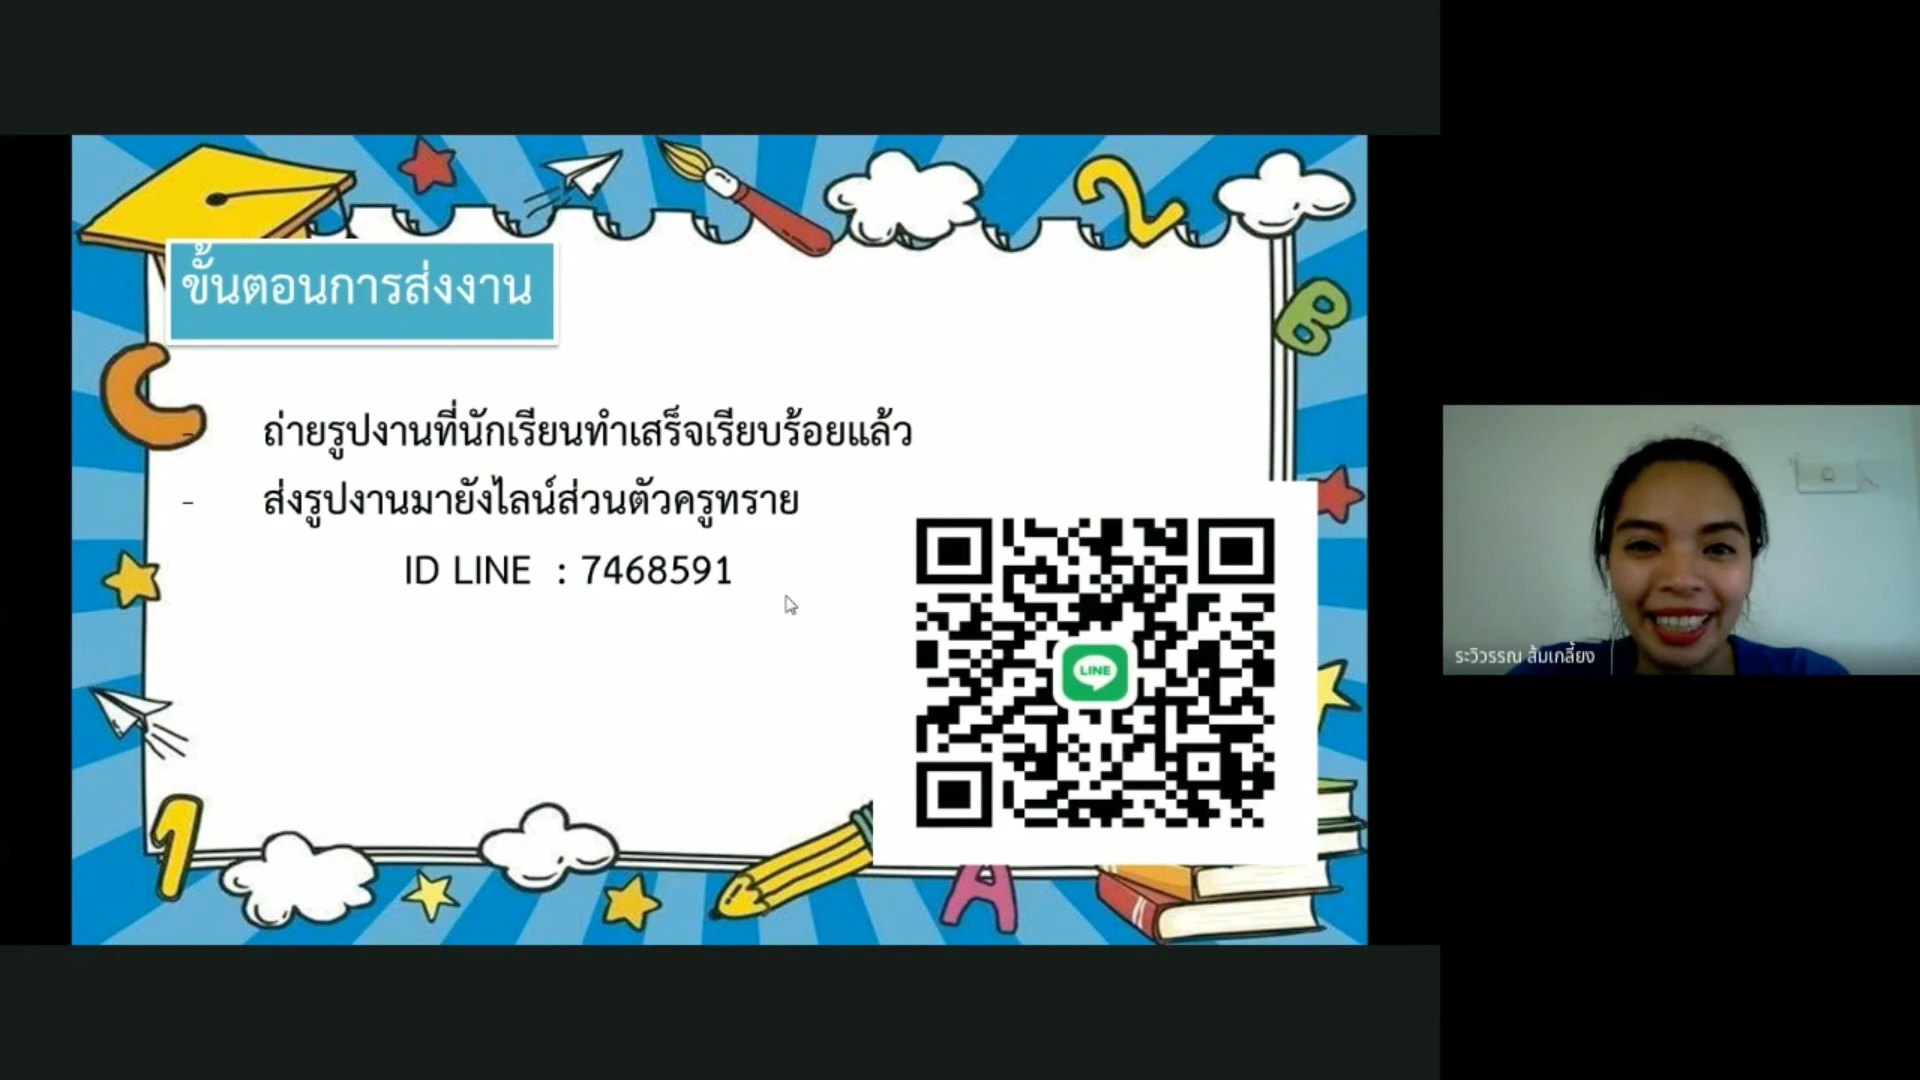 ขั้นตอนการส่งงาน
- ถ่ายรูปงานที่นักเรียนทำเสร็จเรียบร้อยแล้ว
- ส่งรูปงานมายังไลน์ส่วนตัวครูทราย
ID LINE : 7468591
2
B
C
LINE
ระวิวรรณ ส้มเกลี้ยง
1
A